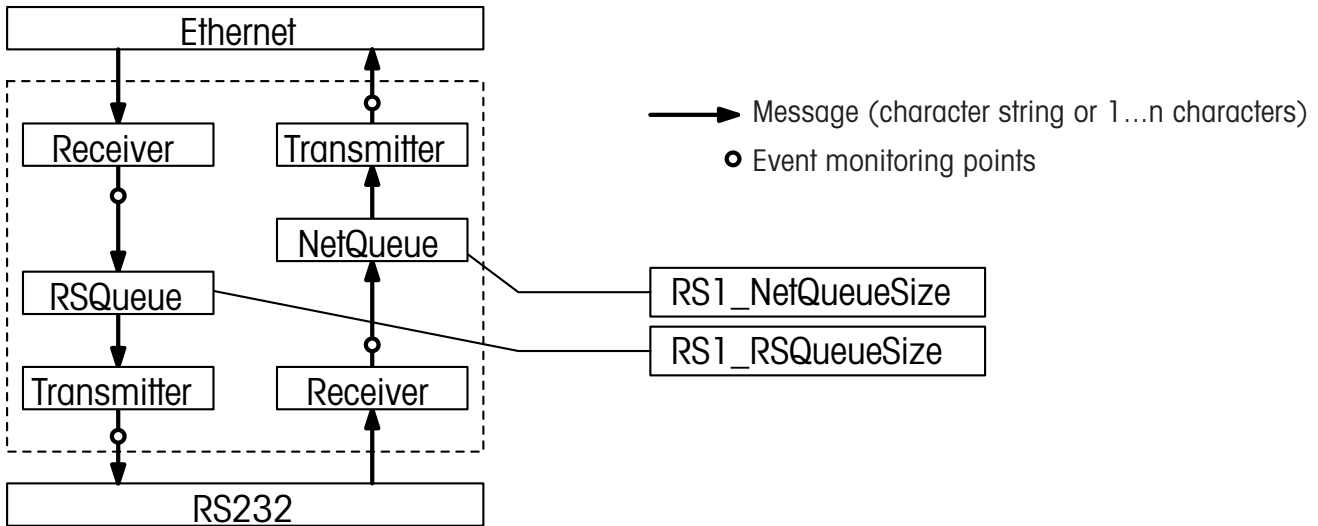 Ethernet
Receiver
Transmitter
Message (character string or 1...n characters)
Event monitoring points
NetQueue
RSQueue
RS1_NetQueueSize
RS1_RSQueueSize
Transmitter
Receiver
RS232